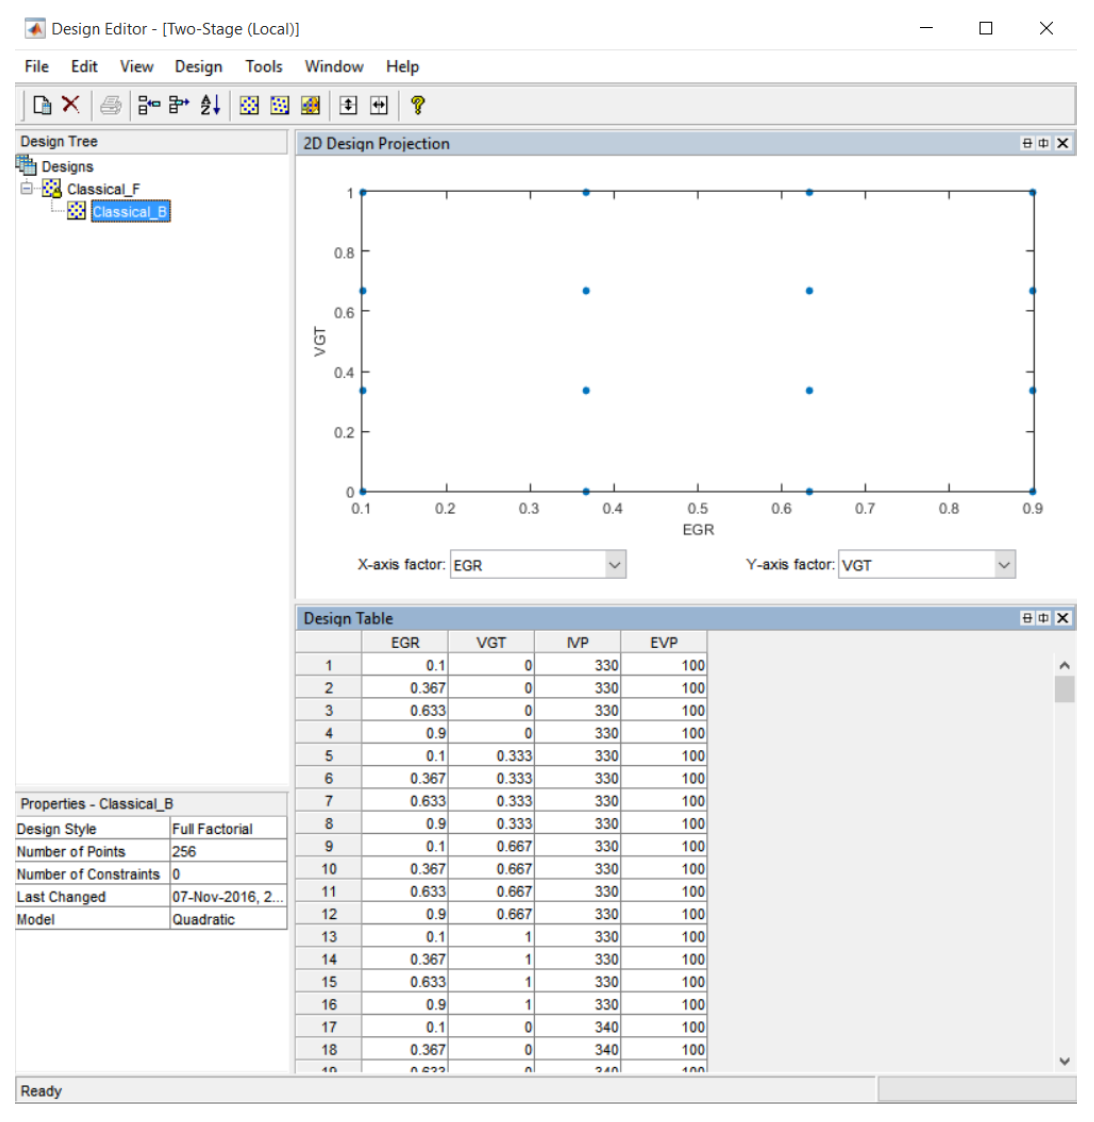 Design Editor - [Two-Stage (Local)]
File Edit View Design Tools Window Help
Design Tree
Designs
Classical_F
Classical_B
2D Design Projection
1
0.8
0.6
0.4
0.2
0
VGT
0.1 0.2 0.3 0.4 0.5 0.6 0.7 0.8 0.9
EGR
X-axis factor: EGR Y-axis factor: VGT
Design Table
EGR VGT IVP EVP
1 0.1 0 330 100
2 0.367 0 330 100
3 0.633 0 330 100
4 0.9 0 330 100
5 0.1 0.333 330 100
6 0.367 0.333 330 100
7 0.633 0.333 330 100
8 0.9 0.333 330 100
9 0.1 0.667 330 100
10 0.367 0.667 330 100
11 0.633 0.667 330 100
12 0.9 0.667 330 100
13 0.1 1 330 100
14 0.367 1 330 100
15 0.633 1 330 100
16 0.9 1 330 100
17 0.1 0 340 100
18 0.367 0 340 100
19 0.633 0 340 100
Properties - Classical_B
Design Style Full Factorial
Number of Points 256
Number of Constraints 0
Last Changed 07-Nov-2016, 2...
Model Quadratic
Ready